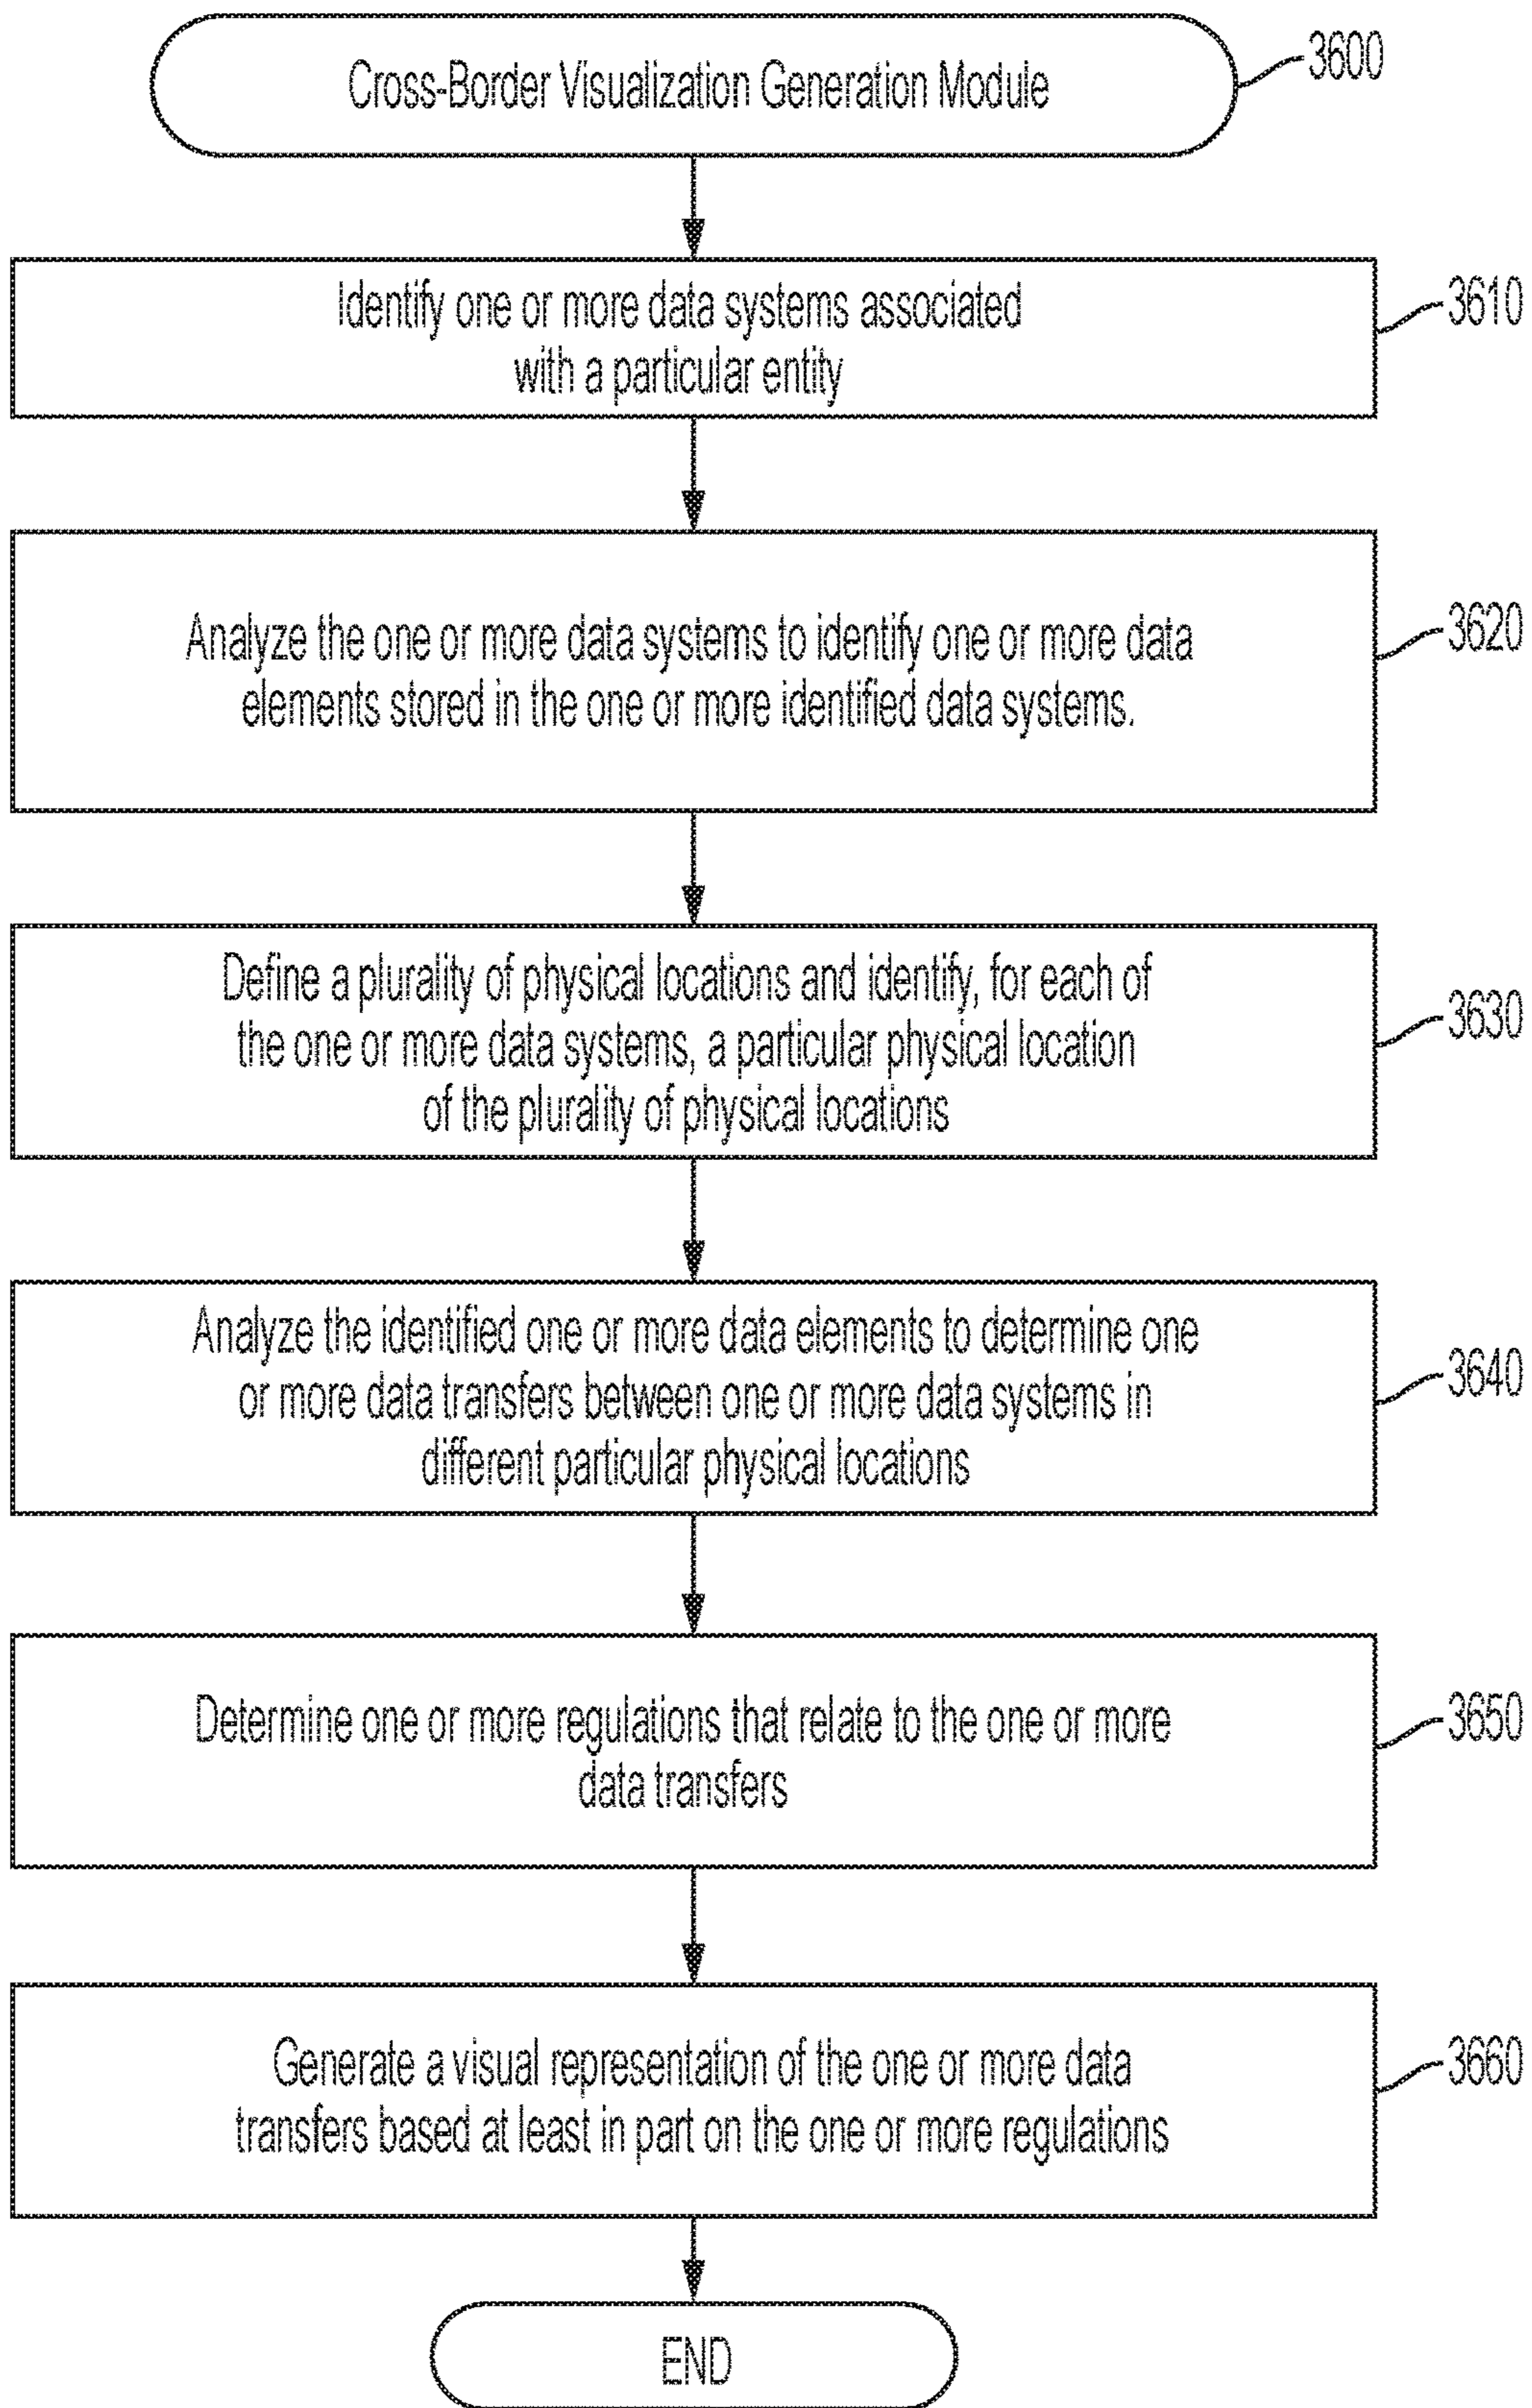 Cross-Border Visualization Generation Module
3600
Identify one or more data systems associated
with a particular entity
3610
Analyze the one or more data systems to identify one or more data
elements stored in the one or more identified data systems.
3620
Define a plurality of physical locations and identify, for each of
the one or more data systems, a particular physical location
of the plurality of physical locations
3630
Analyze the identified one or more data elements to determine one
or more data transfers between one or more data systems in
different particular physical locations
3640
Determine one or more regulations that relate to the one or more
data transfers
3650
Generate a visual representation of the one or more data
transfers based at least in part on the one or more regulations
3660
END